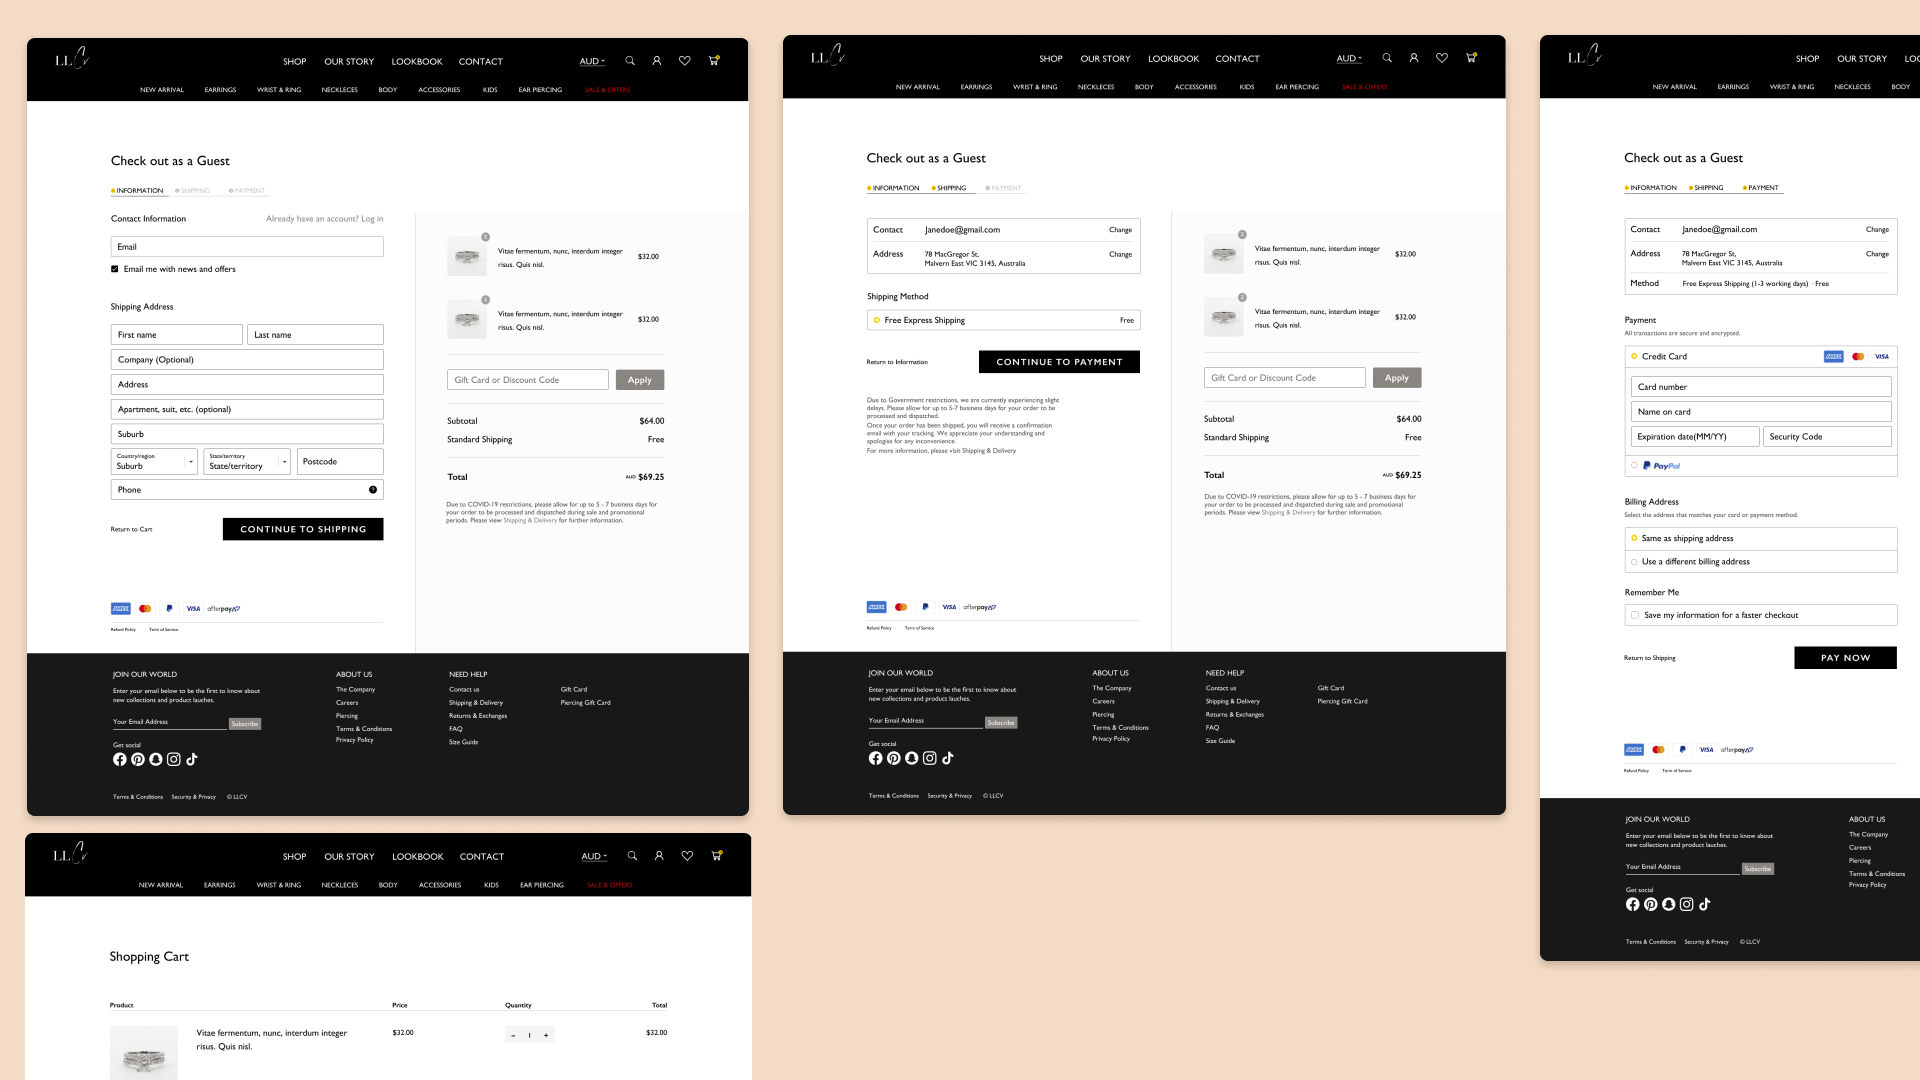 LLCV
SHOP OUR STORY LOOKBOOK CONTACT AUD
NEW ARRIVAL EARRINGS WRIST & RING NECKLECES BODY ACCESSORIES KIDS EAR PIERCING SALE & OFFERS
Check out as a Guest
INFORMATION SHIPPING PAYMENT
Contact Information Already have an account? Log in
Email
Email me with news and offers
Shipping Address
First name Last name
Company (Optional)
Address
Apartment, suit, etc. (optional)
Suburb
Country/region State/territory
Suburb State/territory Postcode
Phone ?
Return to Cart CONTINUE TO SHIPPING
Vitae fermentum, nunc, interdum integer
risus. Quis nisl.
$32.00
Vitae fermentum, nunc, interdum integer
risus. Quis nisl.
$32.00
Gift Card or Discount Code Apply
Subtotal $64.00
Standard Shipping Free
Total AUD $69.25
Due to COVID-19 restrictions, please allow for up to 5 - 7 business days for
your order to be processed and dispatched during sale and promotional
periods. Please view Shipping & Delivery for further information.
VISA afterpay
Refund Policy Term of Service
JOIN OUR WORLD
Enter your email below to be the first to know about
new collections and product lauches.
Your Email Address Subscribe
Get social
ABOUT US
The Company
Careers
Piercing
Terms & Conditions
Privacy Policy
NEED HELP
Contact us
Shipping & Delivery
Returns & Exchanges
FAQ
Size Guide
Gift Card
Piercing Gift Card
Terms & Conditions Security & Privacy © LLCV
LLCV
SHOP OUR STORY LOOKBOOK CONTACT AUD
NEW ARRIVAL EARRINGS WRIST & RING NECKLECES BODY ACCESSORIES KIDS EAR PIERCING SALE & OFFERS
Check out as a Guest
INFORMATION SHIPPING PAYMENT
Contact Janedoe@gmail.com Change
Address 78 MacGregor St, Change
Malvern East VIC 3145, Australia
Shipping Method
Free Express Shipping Free
Return to Information CONTINUE TO PAYMENT
Due to Government restrictions, we are currently experiencing slight
delays. Please allow for up to 5-7 business days for your order to be
processed and dispatched.
Once your order has been shipped, you will receive a confirmation
email with your tracking. We appreciate your understanding and
apologise for any inconvenience.
For more information, please visit Shipping & Delivery
Vitae fermentum, nunc, interdum integer
risus. Quis nisl.
$32.00
Vitae fermentum, nunc, interdum integer
risus. Quis nisl.
$32.00
Gift Card or Discount Code Apply
Subtotal $64.00
Standard Shipping Free
Total AUD $69.25
Due to COVID-19 restrictions, please allow for up to 5 - 7 business days for
your order to be processed and dispatched during sale and promotional
periods. Please view Shipping & Delivery for further information.
VISA afterpay
Refund Policy Term of Service
JOIN OUR WORLD
Enter your email below to be the first to know about
new collections and product lauches.
Your Email Address Subscribe
Get social
ABOUT US
The Company
Careers
Piercing
Terms & Conditions
Privacy Policy
NEED HELP
Contact us
Shipping & Delivery
Returns & Exchanges
FAQ
Size Guide
Gift Card
Piercing Gift Card
Terms & Conditions Security & Privacy © LLCV
LLCV
SHOP OUR STORY LOO
NEW ARRIVAL EARRINGS WRIST & RING NECKLECES BODY
Check out as a Guest
INFORMATION SHIPPING PAYMENT
Contact Janedoe@gmail.com Change
Address 78 MacGregor St, Change
Malvern East VIC 3145, Australia
Method Free Express Shipping (1-3 working days) · Free
Payment
All transactions are secure and encrypted.
Credit Card VISA
Card number
Name on card
Expiration date(MM/YY) Security Code
PayPal
Billing Address
Select the address that matches your card or payment method.
Same as shipping address
Use a different billing address
Remember Me
Save my information for a faster checkout
Return to Shipping PAY NOW
VISA afterpay
Refund Policy Term of Service
JOIN OUR WORLD
Enter your email below to be the first to know about
new collections and product lauches.
Your Email Address Subscribe
Get social
ABOUT US
The Company
Careers
Piercing
Terms & Conditions
Privacy Policy
Terms & Conditions Security & Privacy © LLCV
LLCV
SHOP OUR STORY LOOKBOOK CONTACT AUD
NEW ARRIVAL EARRINGS WRIST & RING NECKLECES BODY ACCESSORIES KIDS EAR PIERCING SALE & OFFERS
Shopping Cart
Product Price Quantity Total
Vitae fermentum, nunc, interdum integer $32.00 - 1 + $32.00
risus. Quis nisl.